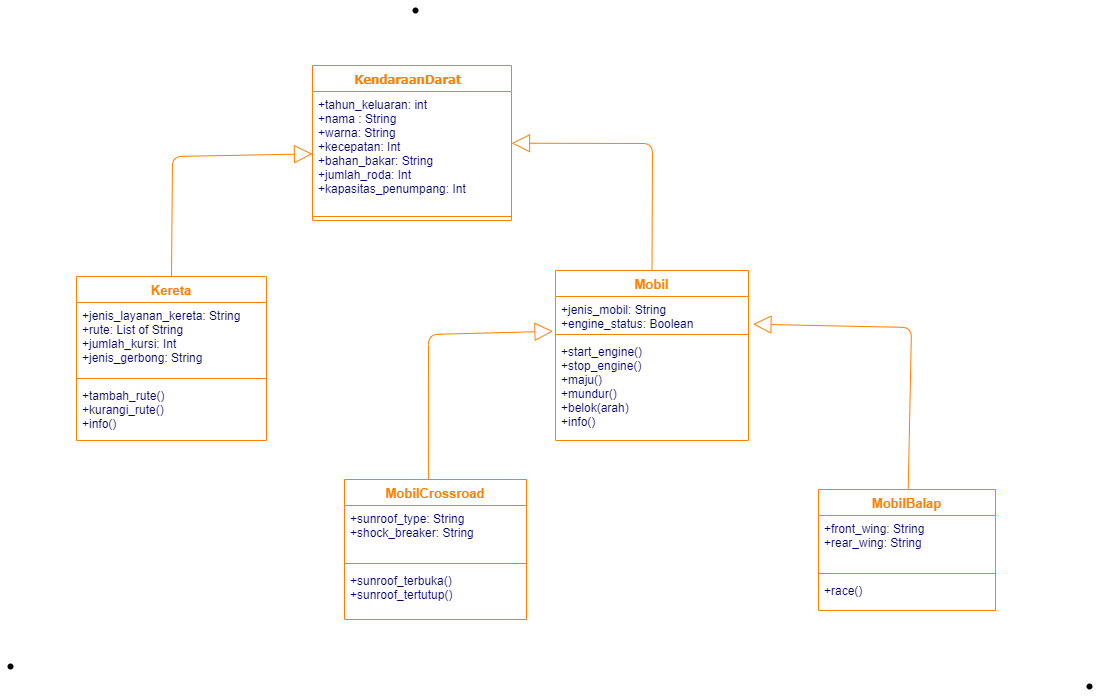 KendaraanDarat
+tahun_keluaran: int
+nama : String
+warna: String
+kecepatan: Int
+bahan_bakar: String
+jumlah_roda: Int
+kapasitas_penumpang: Int
Kereta
+jenis_layanan_kereta: String
+rute: List of String
+jumlah_kursi: Int
+jenis_gerbong: String
+tambah_rute()
+kurangi_rute()
+info()
Mobil
+jenis_mobil: String
+engine_status: Boolean
+start_engine()
+stop_engine()
+maju()
+mundur()
+belok(arah)
+info()
MobilCrossroad
+sunroof_type: String
+shock_breaker: String
+sunroof_terbuka()
+sunroof_tertutup()
MobilBalap
+front_wing: String
+rear_wing: String
+race()